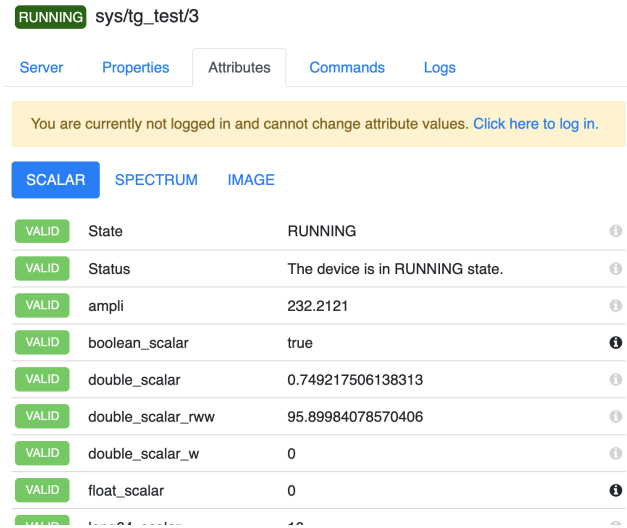 RUNNING sys/tg_test/3
Server Properties Attributes Commands Logs
You are currently not logged in and cannot change attribute values. Click here to log in.
SCALAR SPECTRUM IMAGE
VALID State RUNNING
VALID Status The device is in RUNNING state.
VALID ampli 232.2121
VALID boolean_scalar true
VALID double_scalar 0.749217506138313
VALID double_scalar_rww 95.89984078570406
VALID double_scalar_w 0
VALID float_scalar 0